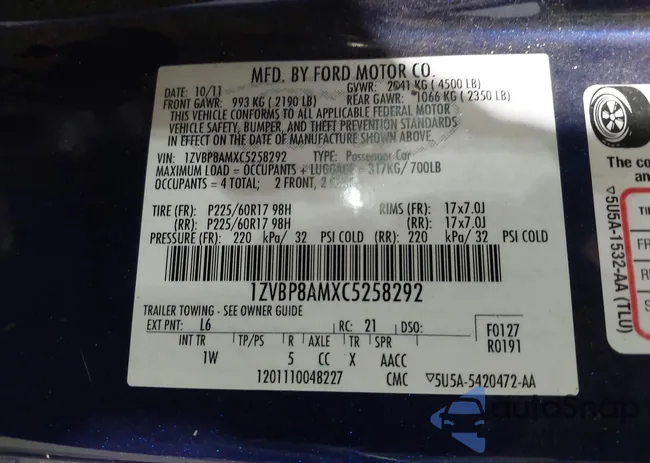 MFD. BY FORD MOTOR CO.
DATE: 10/11 GVWR: 2041 KG ( 4500 LB)
FRONT GAWR: 993 KG ( 2190 LB) REAR GAWR: 1066 KG ( 2350 LB)
THIS VEHICLE CONFORMS TO ALL APPLICABLE FEDERAL MOTOR
VEHICLE SAFETY, BUMPER, AND THEFT PREVENTION STANDARDS
IN EFFECT ON THE DATE OF MANUFACTURE SHOWN ABOVE.
VIN: 1ZVBP8AMXC5258292 TYPE: Passenger Car
MAXIMUM LOAD = OCCUPANTS + LUGGAGE = 317KG/ 700LB
OCCUPANTS = 4 TOTAL; 2 FRONT, 2
TIRE (FR): P225/60R17 98H RIMS (FR): 17x7.0J
(RR): P225/60R17 98H (RR): 17x7.0J
PRESSURE (FR): 220 kPa/ 32 PSI COLD (RR): 220 kPa/ 32 PSI COLD
1ZVBP8AMXC5258292
TRAILER TOWING - SEE OWNER GUIDE
EXT PNT: L6 RC: 21 DSO: F0127
R0191
INT TR TP/PS R AXLE TR SPR
1W 5 CC X AACC
1201110048227 CMC ▽5U5A-5420472-AA
The co
an
▽5U5A-1532-AA (TLU)
TI
FR
R
S
autoSnap